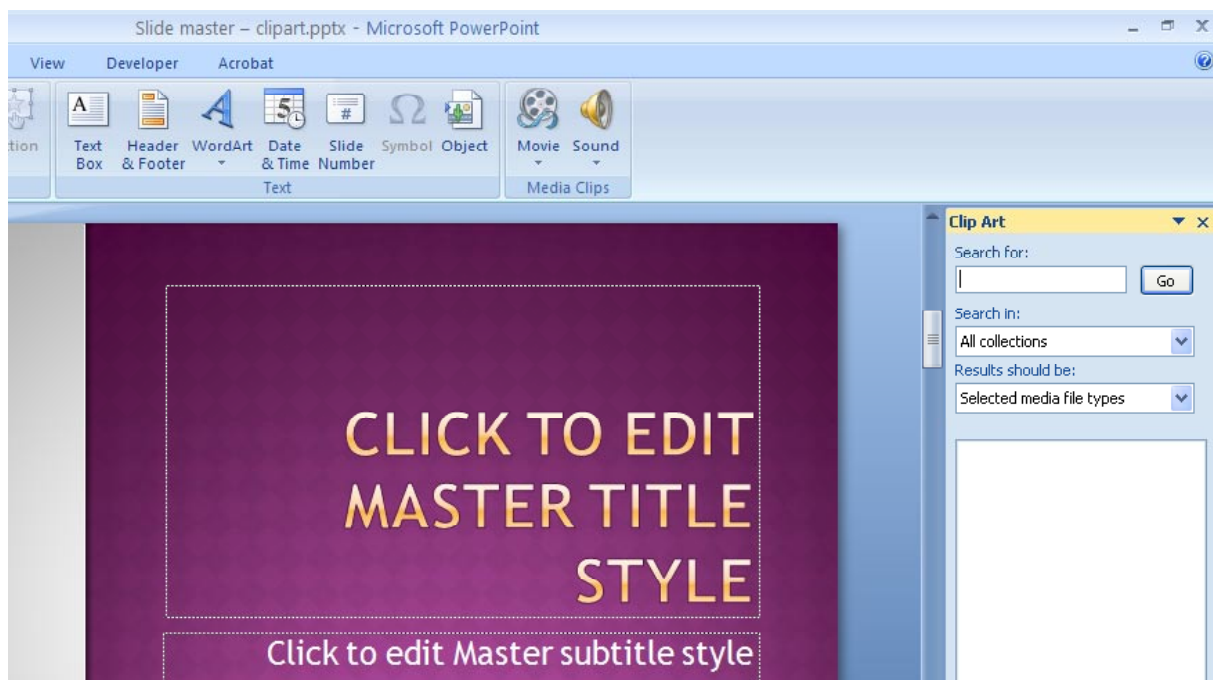 Slide master – clipart.pptx - Microsoft PowerPoint
View Developer Acrobat
A 5 # Ω
Text Box
Header & Footer
WordArt
Date & Time
Slide Number
Symbol
Object
Movie
Sound
Text
Media Clips
Clip Art
Search for:
Go
Search in:
All collections
Results should be:
Selected media file types
CLICK TO EDIT
MASTER TITLE
STYLE
Click to edit Master subtitle style